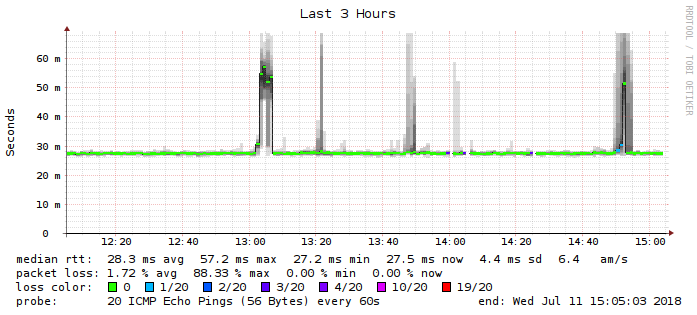 Last 3 Hours
RRDTOOL / TOBI OETIKER
Seconds
60 m
50 m
40 m
30 m
20 m
10 m
0
12:20 12:40 13:00 13:20 13:40 14:00 14:20 14:40 15:00
median rtt: 28.3 ms avg 57.2 ms max 27.2 ms min 27.5 ms now 4.4 ms sd 6.4 am/s
packet loss: 1.72 % avg 88.33 % max 0.00 % min 0.00 % now
loss color: 0 1/20 2/20 3/20 4/20 10/20 19/20
probe: 20 ICMP Echo Pings (56 Bytes) every 60s end: Wed Jul 11 15:05:03 2018